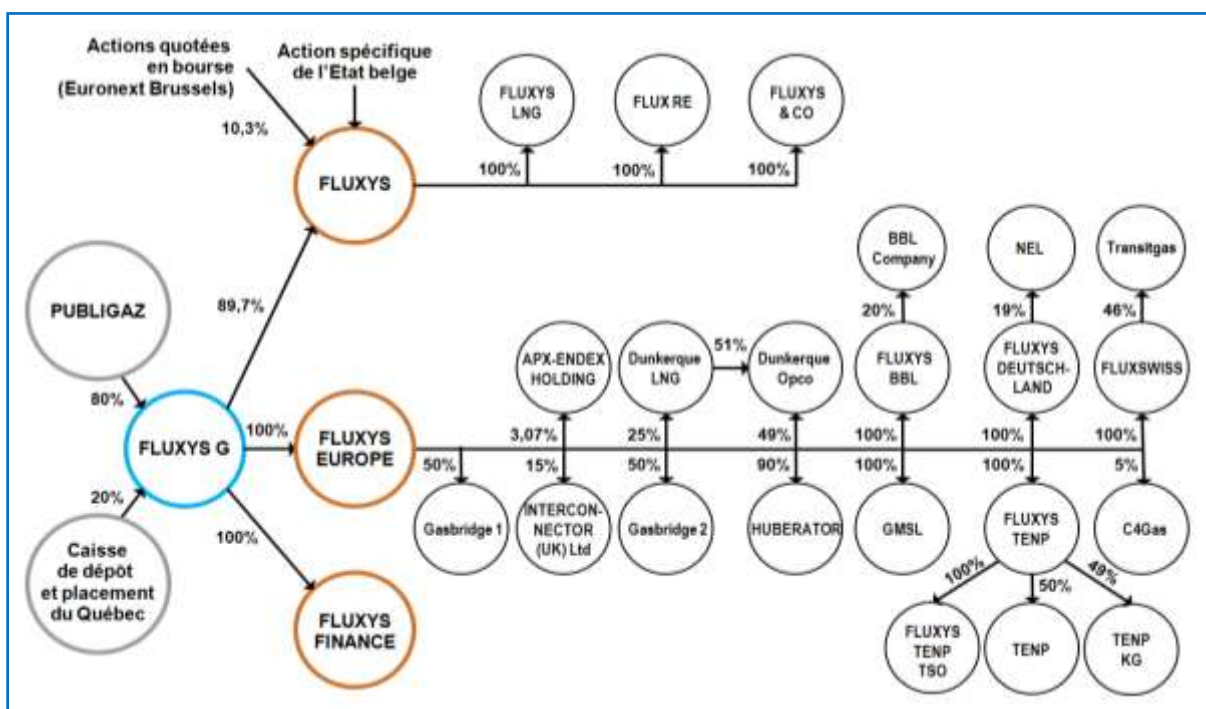 Actions quotées
en bourse
(Euronext Brussels)
Action spécifique
de l'Etat belge
10,3%
FLUXYS
FLUXYS
LNG
FLUX RE
FLUXYS
& CO
100%
100%
100%
PUBLIGAZ
89,7%
80%
FLUXYS G
100%
FLUXYS
EUROPE
20%
Caisse
de dépôt
et placement
du Québec
100%
FLUXYS
FINANCE
BBL
Company
NEL
Transitgas
20%
19%
46%
APX-ENDEX
HOLDING
Dunkerque
LNG
51%
Dunkerque
Opco
FLUXYS
BBL
FLUXYS
DEUTSCH-
LAND
FLUXSWISS
3,07%
25%
49%
100%
100%
100%
50%
15%
50%
90%
100%
100%
5%
Gasbridge 1
INTERCON-
NECTOR
(UK) Ltd
Gasbridge 2
HUBERATOR
GMSL
FLUXYS
TENP
C4Gas
100%
50%
49%
FLUXYS
TENP
TSO
TENP
TENP
KG